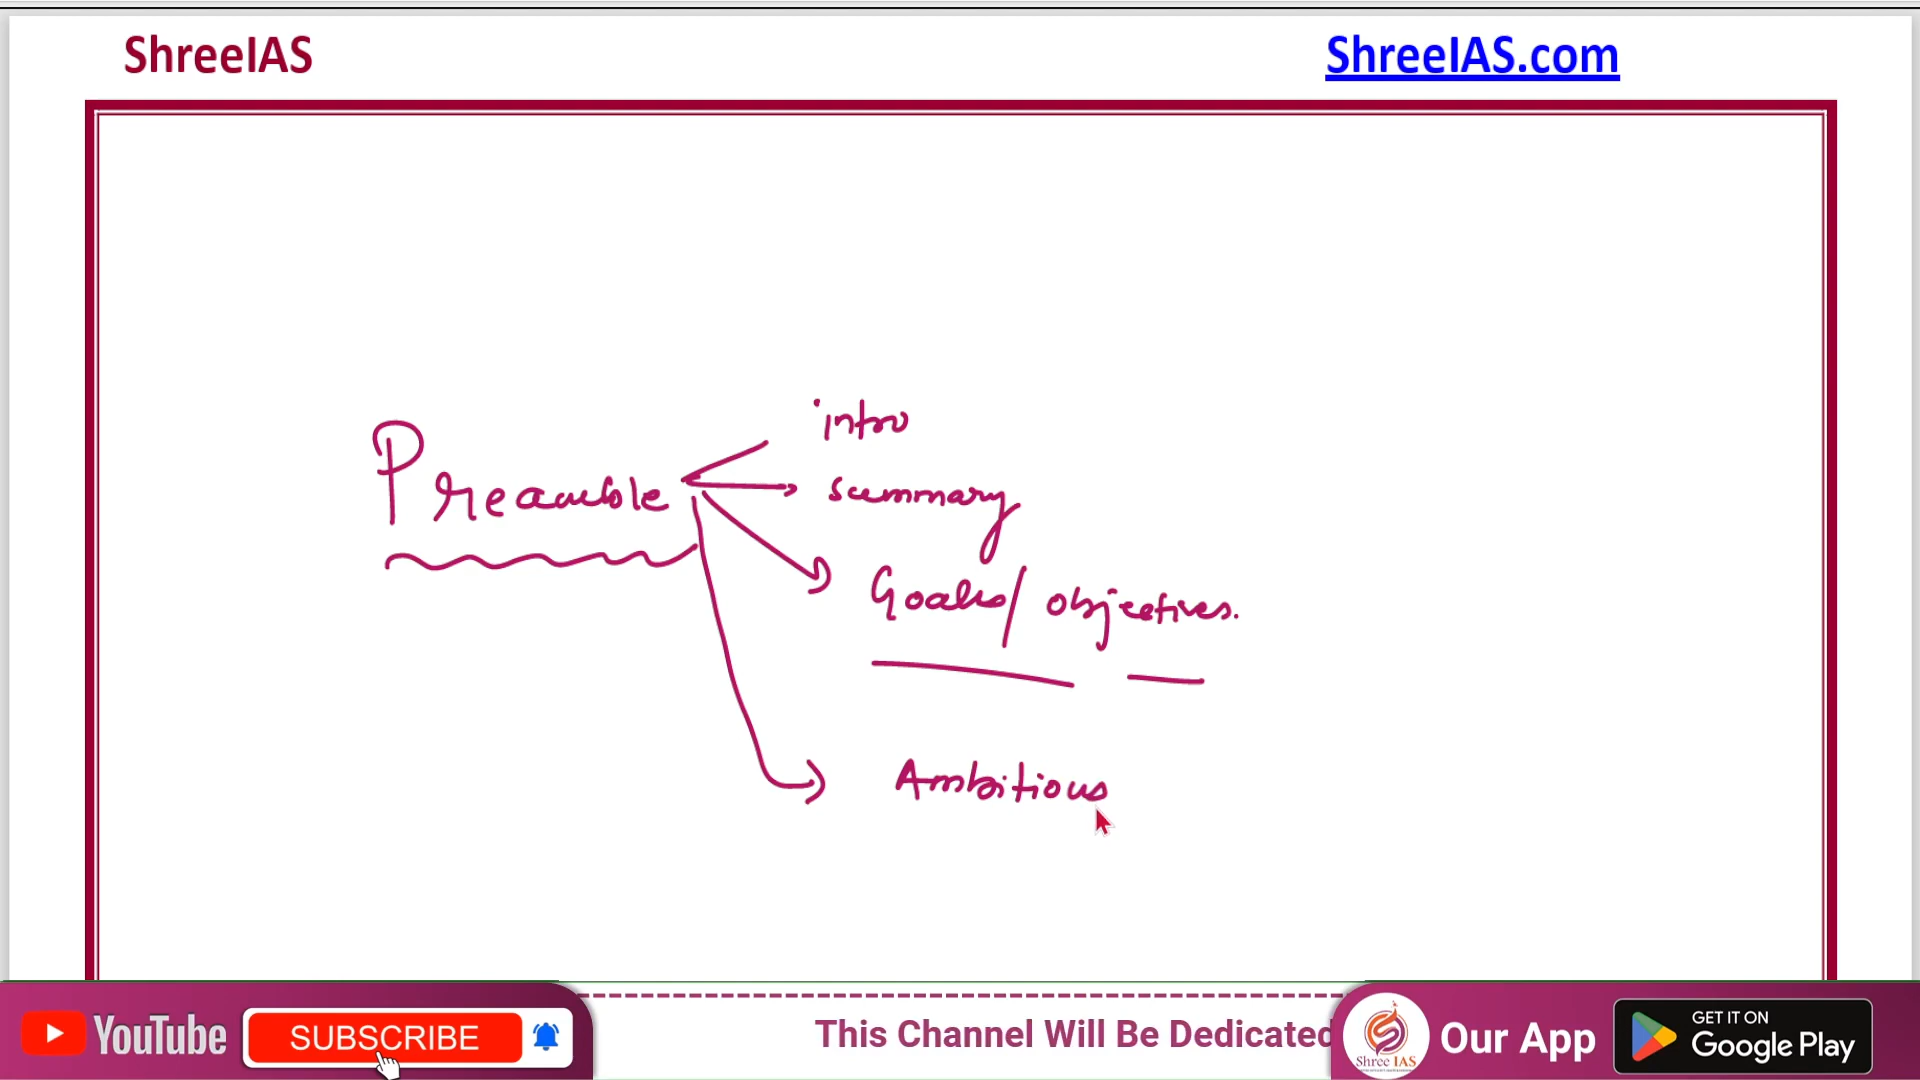 ShreeIAS
ShreeIAS.com
intro
Preamble
summary
Goals/ objectives.
Ambitious
YouTube
SUBSCRIBE
This Channel Will Be Dedicated
Shree IAS
Our App
GET IT ON
Google Play